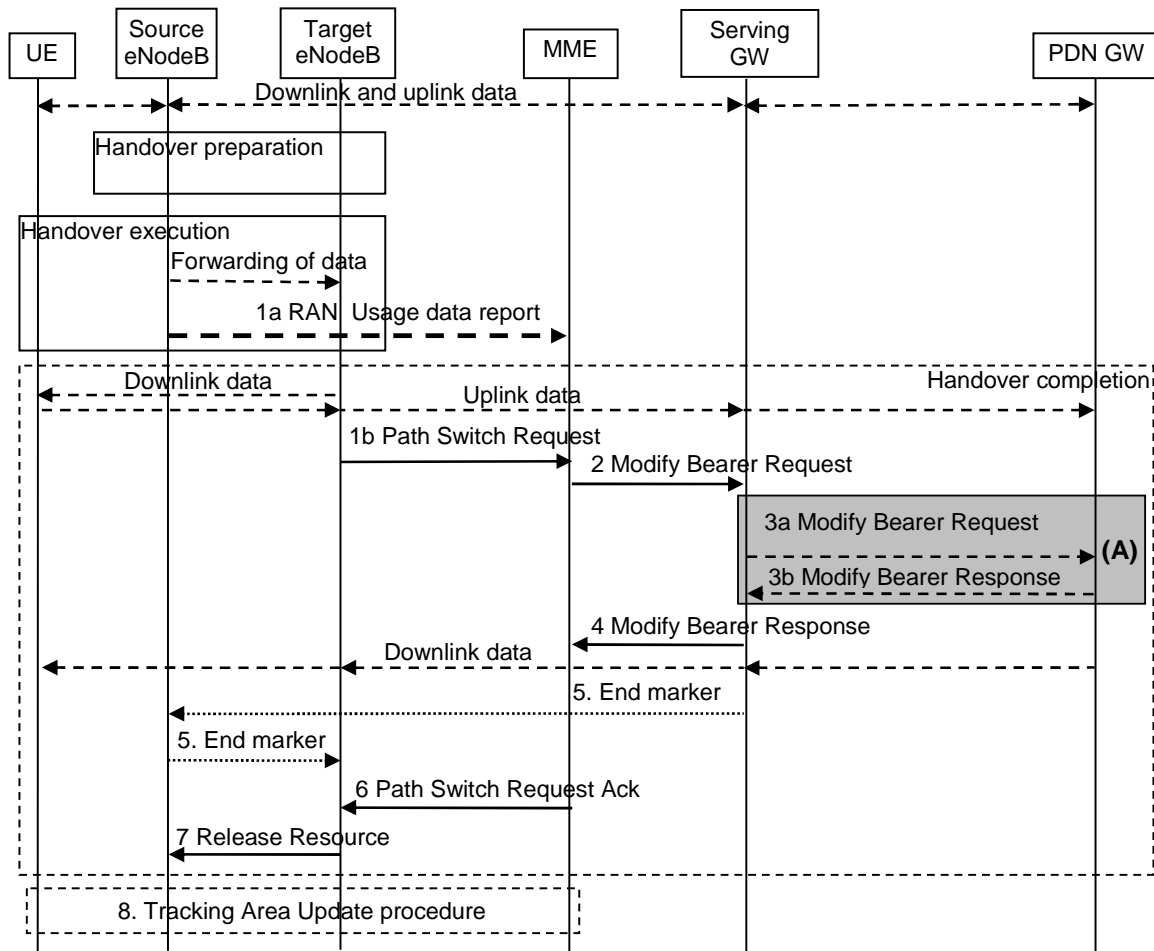 UE
Source
eNodeB
Target
eNodeB
MME
Serving
GW
PDN GW
Downlink and uplink data
Handover preparation
Handover execution
Forwarding of data
1a RAN Usage data report
Downlink data
Handover completion
Uplink data
1b Path Switch Request
2 Modify Bearer Request
3a Modify Bearer Request
(A)
3b Modify Bearer Response
4 Modify Bearer Response
Downlink data
5. End marker
5. End marker
6 Path Switch Request Ack
7 Release Resource
8. Tracking Area Update procedure